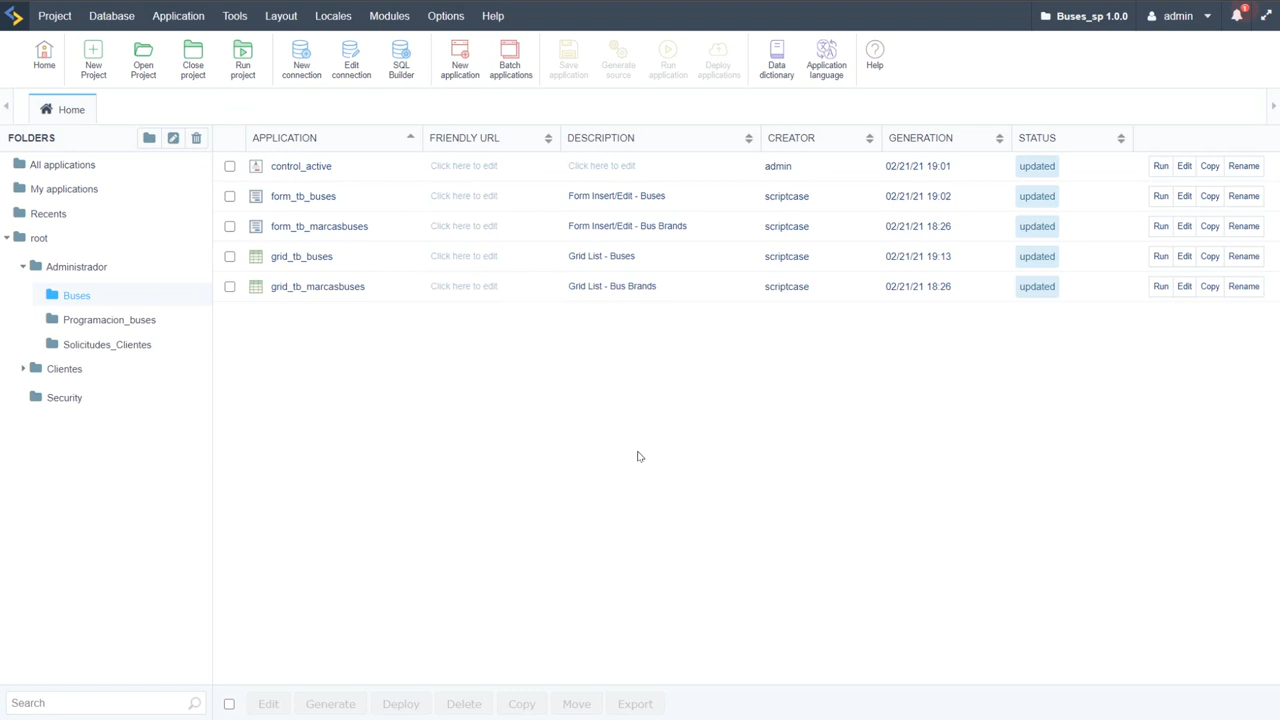 Project Database Application Tools Layout Locales Modules Options Help Buses_sp 1.0.0 admin 1
Home New Project Open Project Close project Run project New connection Edit connection SQL Builder New application Batch applications Save application Generate source Run application Deploy applications Data dictionary Application language Help
Home
FOLDERS APPLICATION FRIENDLY URL DESCRIPTION CREATOR GENERATION STATUS
All applications
My applications
Recents
root
Administrador
Buses
Programacion_buses
Solicitudes_Clientes
Clientes
Security
control_active Click here to edit Click here to edit admin 02/21/21 19:01 updated Run Edit Copy Rename
form_tb_buses Click here to edit Form Insert/Edit - Buses scriptcase 02/21/21 19:02 updated Run Edit Copy Rename
form_tb_marcasbuses Click here to edit Form Insert/Edit - Bus Brands scriptcase 02/21/21 18:26 updated Run Edit Copy Rename
grid_tb_buses Click here to edit Grid List - Buses scriptcase 02/21/21 19:13 updated Run Edit Copy Rename
grid_tb_marcasbuses Click here to edit Grid List - Bus Brands scriptcase 02/21/21 18:26 updated Run Edit Copy Rename
Search Edit Generate Deploy Delete Copy Move Export